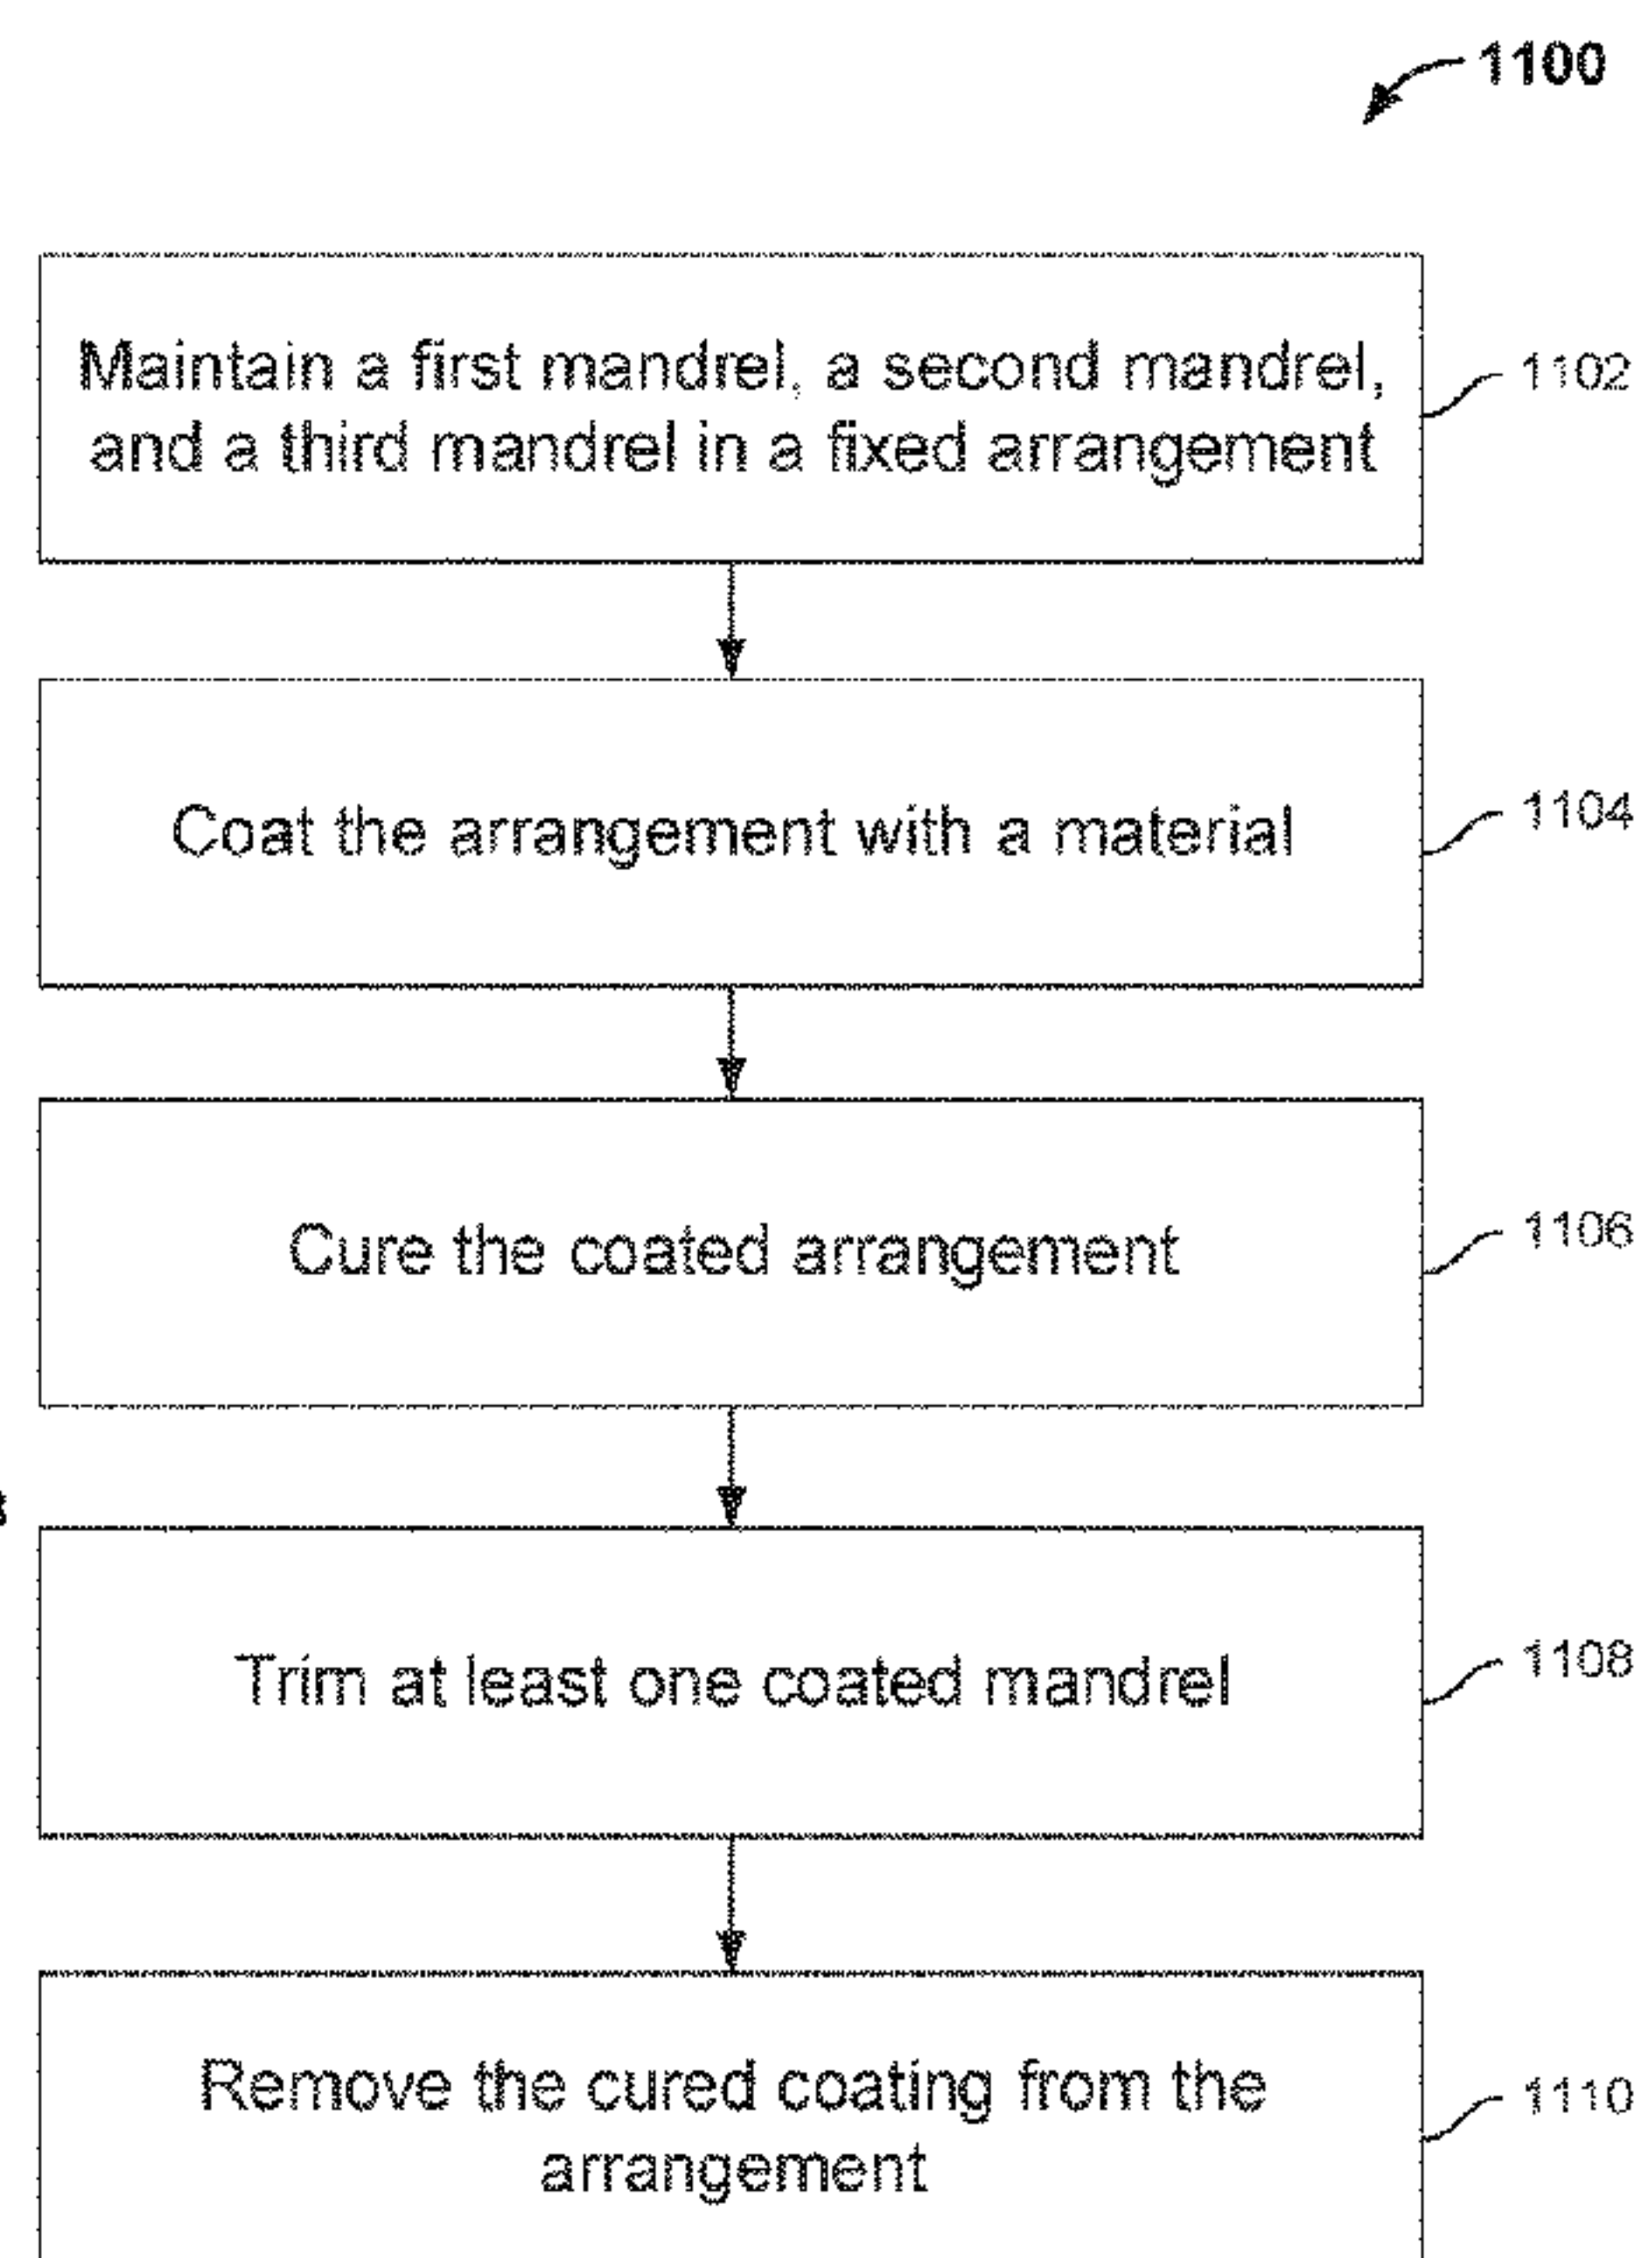 1100
Maintain a first mandrel, a second mandrel,
and a third mandrel in a fixed arrangement
1102
Coat the arrangement with a material
1104
Cure the coated arrangement
1106
Trim at least one coated mandrel
1108
Remove the cured coating from the
arrangement
1110